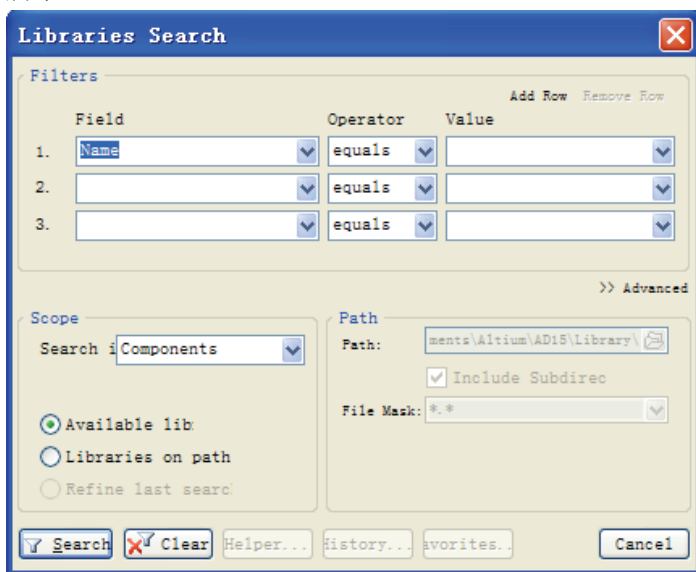 Libraries Search
Filters
Add Row Remove Row
Field Operator Value
1. Name equals
2. equals
3. equals
>> Advanced
Scope
Search i Components
Available lib
Libraries on path
Refine last searc
Path
Path: ments\Altium\AD15\Library\
Include Subdirec
File Mask: *.*
Search Clear Helper... History... avorites.. Cancel